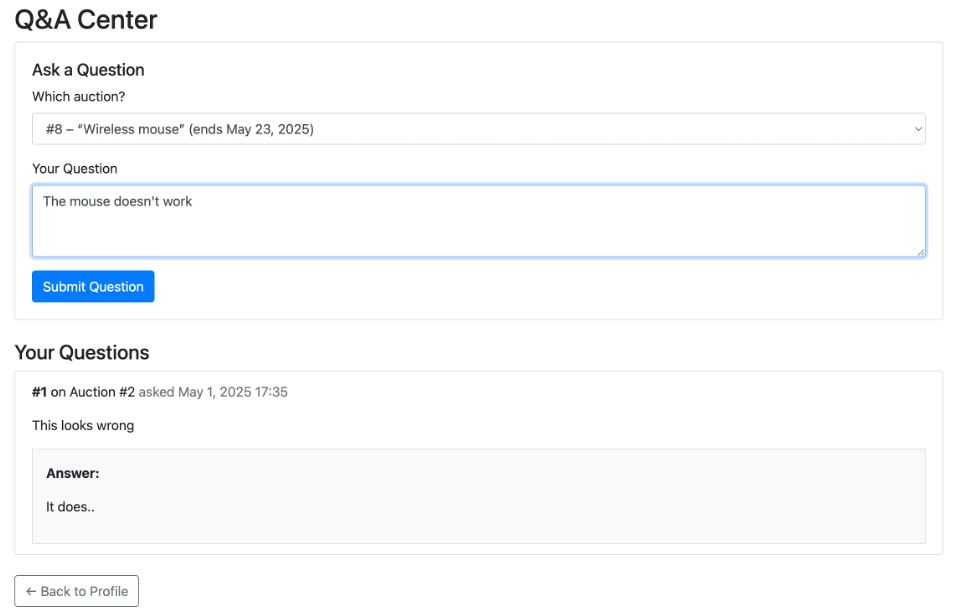 Q&A Center
Ask a Question
Which auction?
#8 – “Wireless mouse” (ends May 23, 2025)
Your Question
The mouse doesn't work
Submit Question
Your Questions
#1 on Auction #2 asked May 1, 2025 17:35
This looks wrong
Answer:
It does..
← Back to Profile